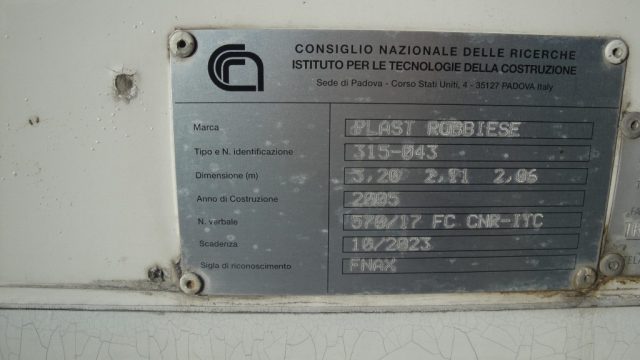 CONSIGLIO NAZIONALE DELLE RICERCHE
ISTITUTO PER LE TECNOLOGIE DELLA COSTRUZIONE
Sede di Padova - Corso Stati Uniti, 4 - 35127 PADOVA Italy
Marca PLAST ROBBIESE
Tipo e N. identificazione 315-043
Dimensione (m) 3,20 2,11 2,06
Anno di Costruzione 2005
N. verbale 570/17 FC CNR-ITC
Scadenza 10/2023
Sigla di riconoscimento FNAX